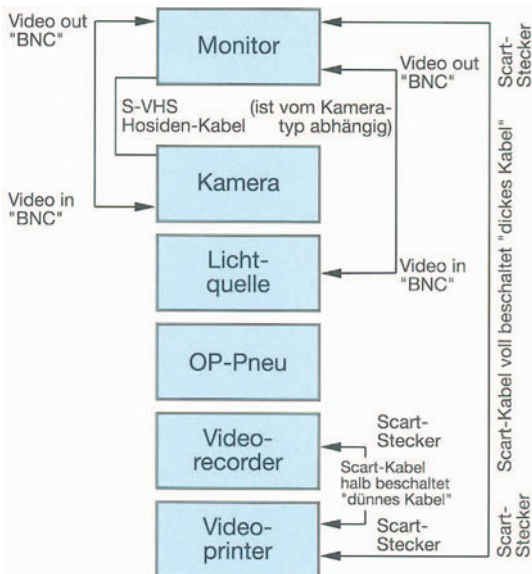 Video out
"BNC"
Monitor
Video out
"BNC"
Scart-
Stecker
S-VHS
Hosiden-Kabel
(ist vom Kamera-
typ abhängig)
Kamera
Video in
"BNC"
Licht-
quelle
Video in
"BNC"
Scart-Kabel voll beschaltet "dickes Kabel"
OP-Pneu
Video-
recorder
Scart-
Stecker
Scart-Kabel
halb beschaltet
"dünnes Kabel"
Video-
printer
Scart-
Stecker
Scart-
Stecker